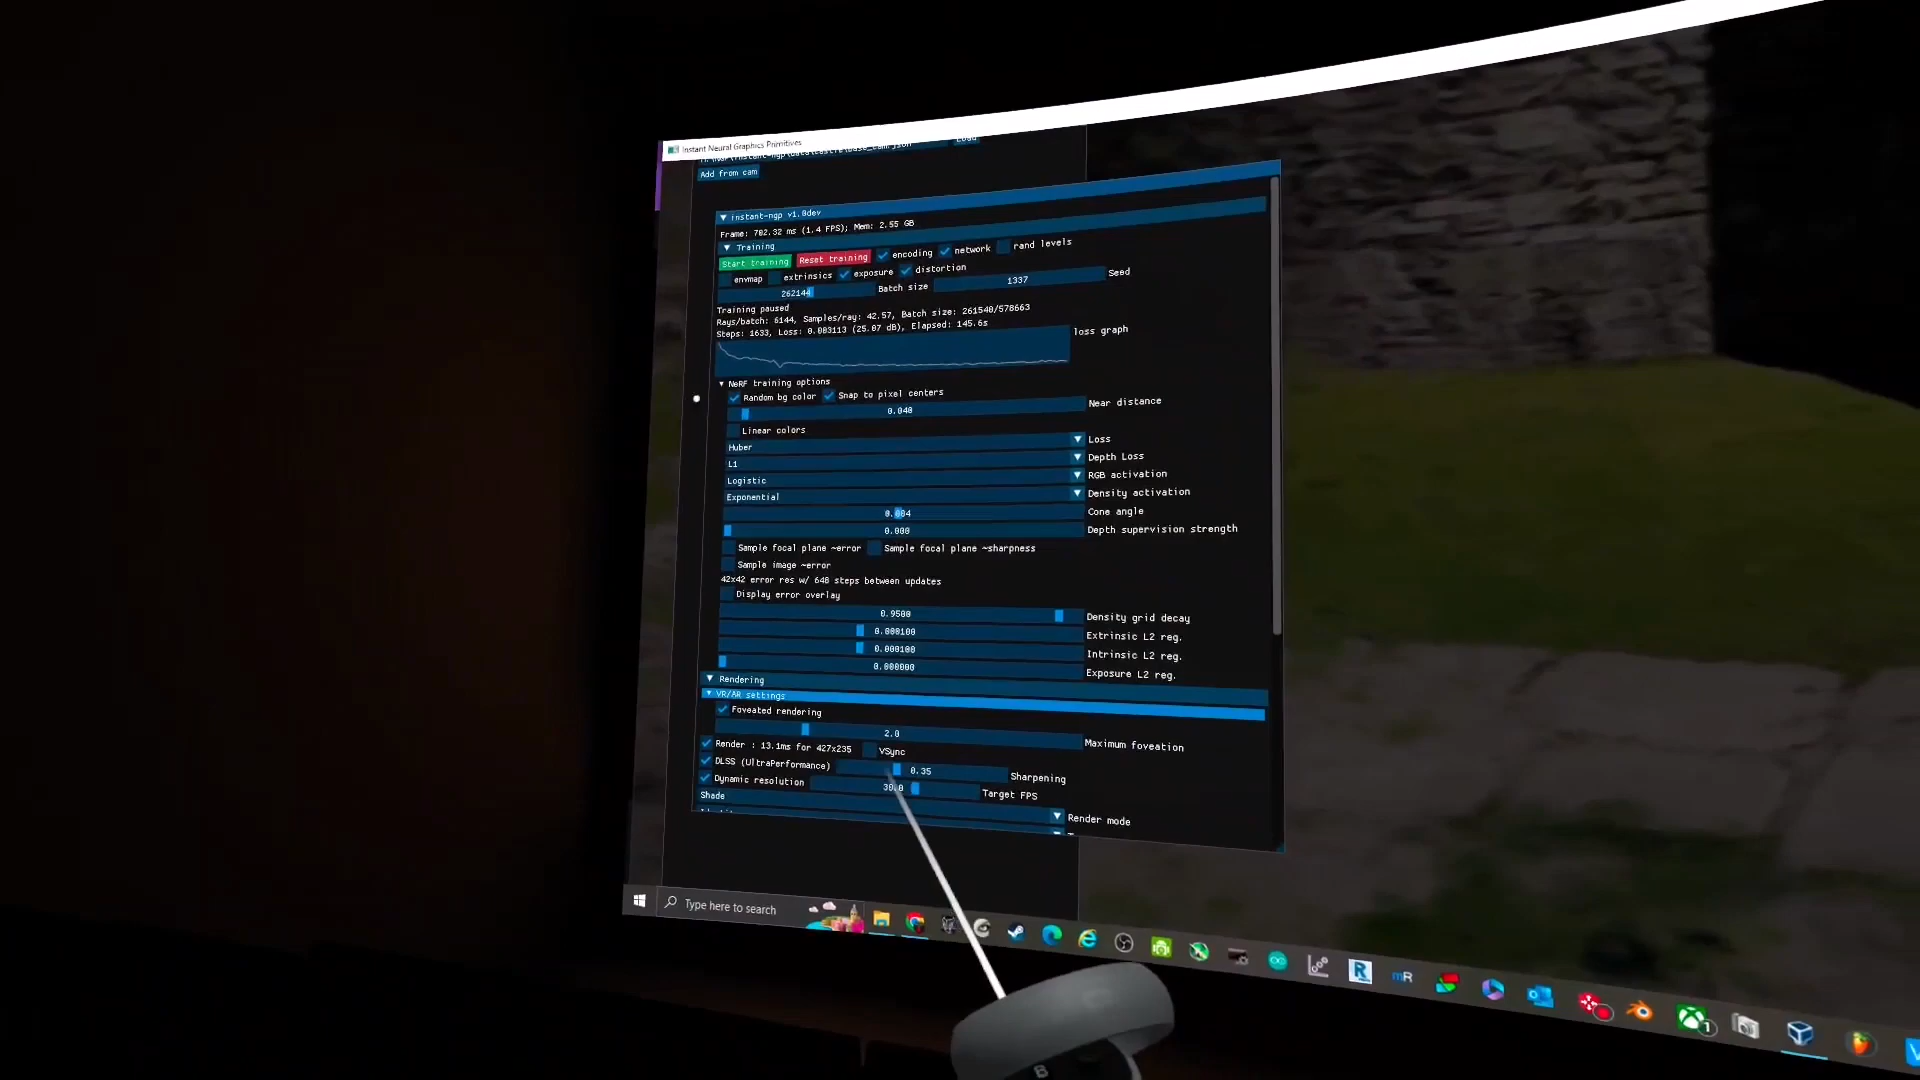 Instant Neural Graphics Primitives
Load
Add from cam
instant-ngp v1.0dev
Frame: 702.32 ms (1.4 FPS); Mem: 2.55 GB
Training
Start training Reset training encoding network rand levels
envmap extrinsics exposure distortion
262144 Batch size 1337 Seed
Training paused
Rays/batch: 6144, Samples/ray: 42.57, Batch size: 261540/578663
Steps: 1633, Loss: 0.003113 (25.07 dB), Elapsed: 145.6s
loss graph
NeRF training options
Random bg color Snap to pixel centers
0.040 Near distance
Linear colors
Huber Loss
L1 Depth Loss
Logistic RGB activation
Exponential Density activation
0.004 Cone angle
0.000 Depth supervision strength
Sample focal plane ~error Sample focal plane ~sharpness
Sample image ~error
42x42 error res w/ 640 steps between updates
Display error overlay
0.9500 Density grid decay
0.000100 Extrinsic L2 reg.
0.000100 Intrinsic L2 reg.
0.000000 Exposure L2 reg.
Rendering
VR/AR settings
Foveated rendering
2.0 Maximum foveation
Render : 13.1ms for 427x235 VSync
DLSS (UltraPerformance) 0.35 Sharpening
Dynamic resolution 30.0 Target FPS
Shade Render mode
Type here to search
R
mR
1
B